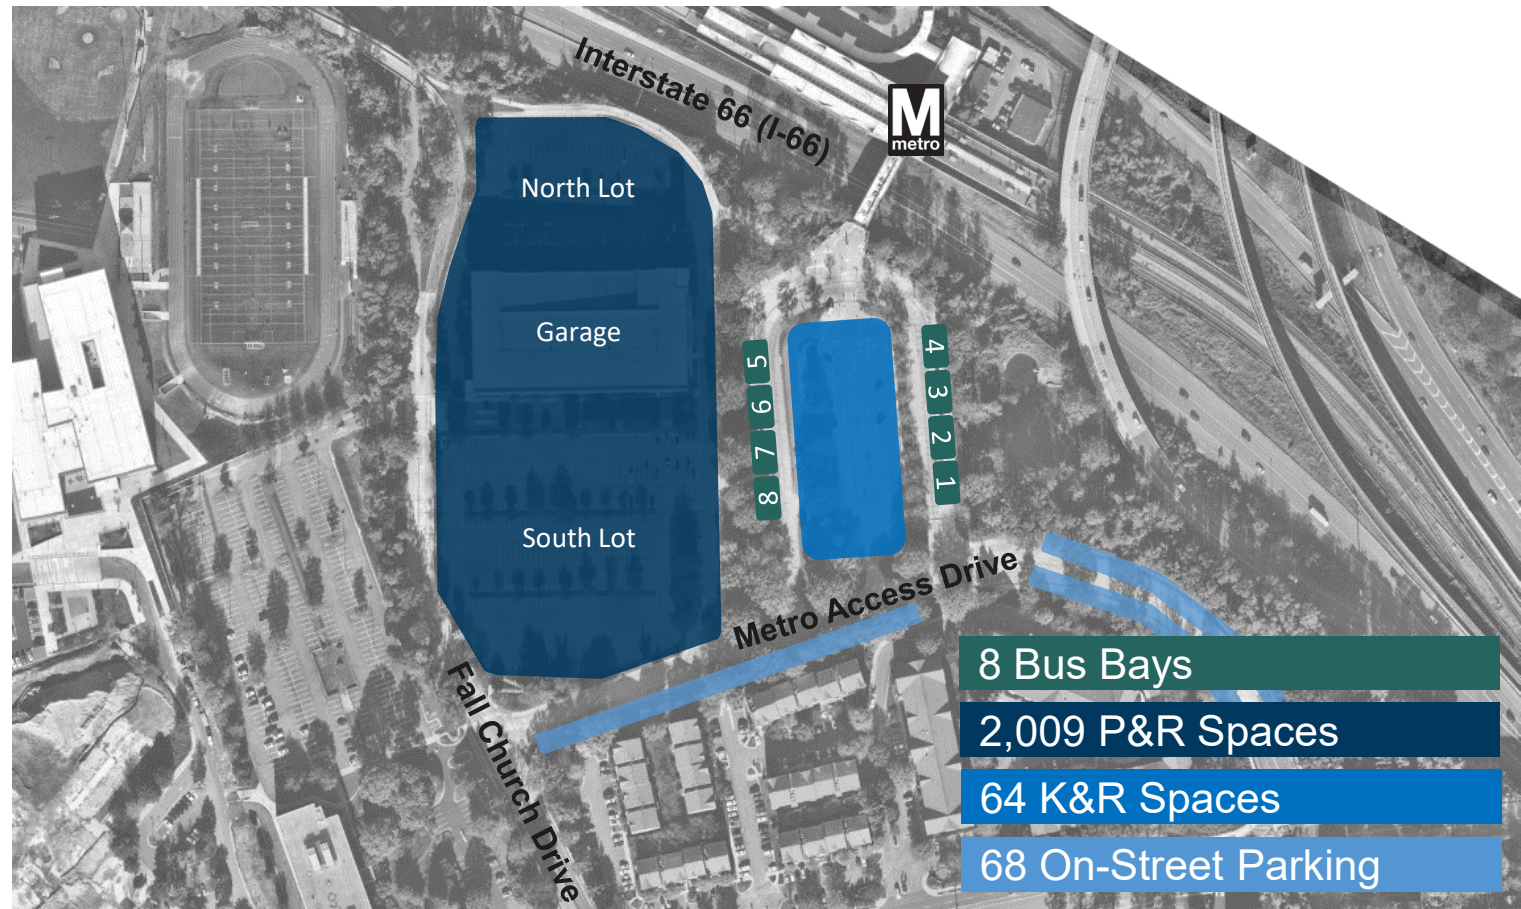 Interstate 66 (I-66)
M
metro
North Lot
Garage
South Lot
5
6
7
8
4
3
2
1
Metro Access Drive
Fall Church Drive
8 Bus Bays
2,009 P&R Spaces
64 K&R Spaces
68 On-Street Parking